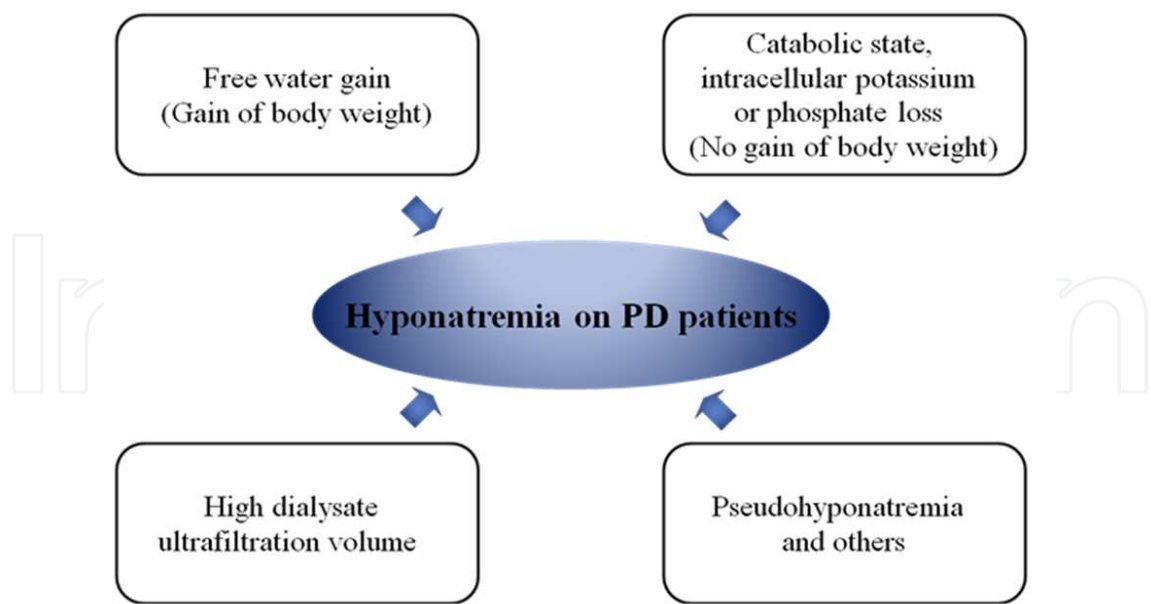 Free water gain
(Gain of body weight)
Catabolic state,
intracellular potassium
or phosphate loss
(No gain of body weight)
Hyponatremia on PD patients
High dialysate
ultrafiltration volume
Pseudohyponatremia
and others